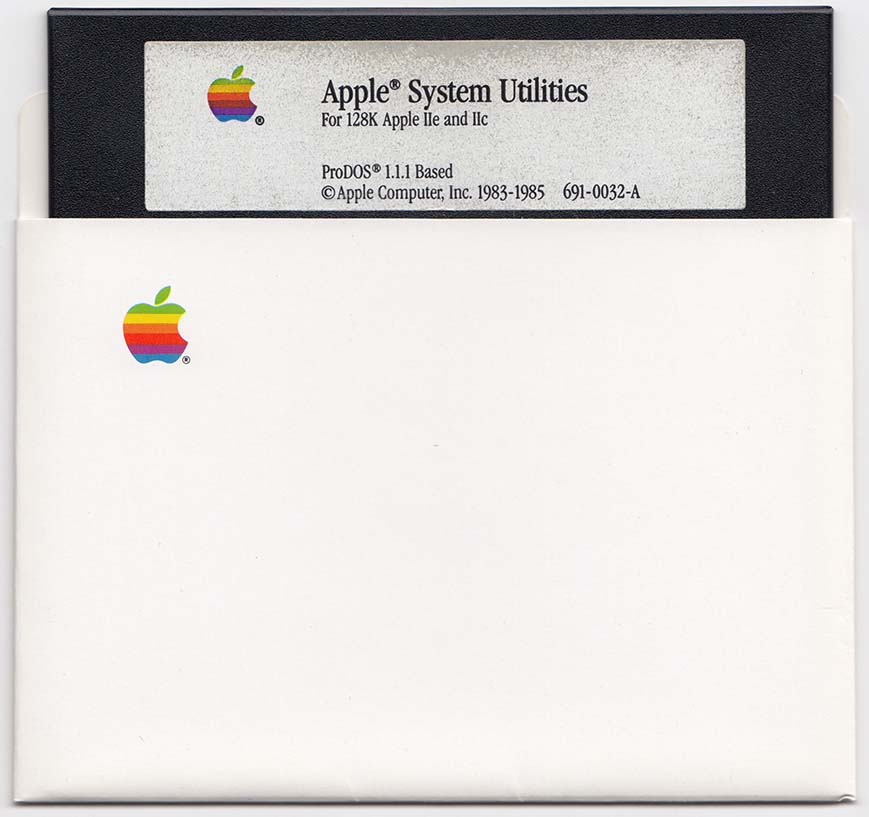 Apple® System Utilities
For 128K Apple IIe and IIc
ProDOS® 1.1.1 Based
©Apple Computer, Inc. 1983-1985 691-0032-A
®
®